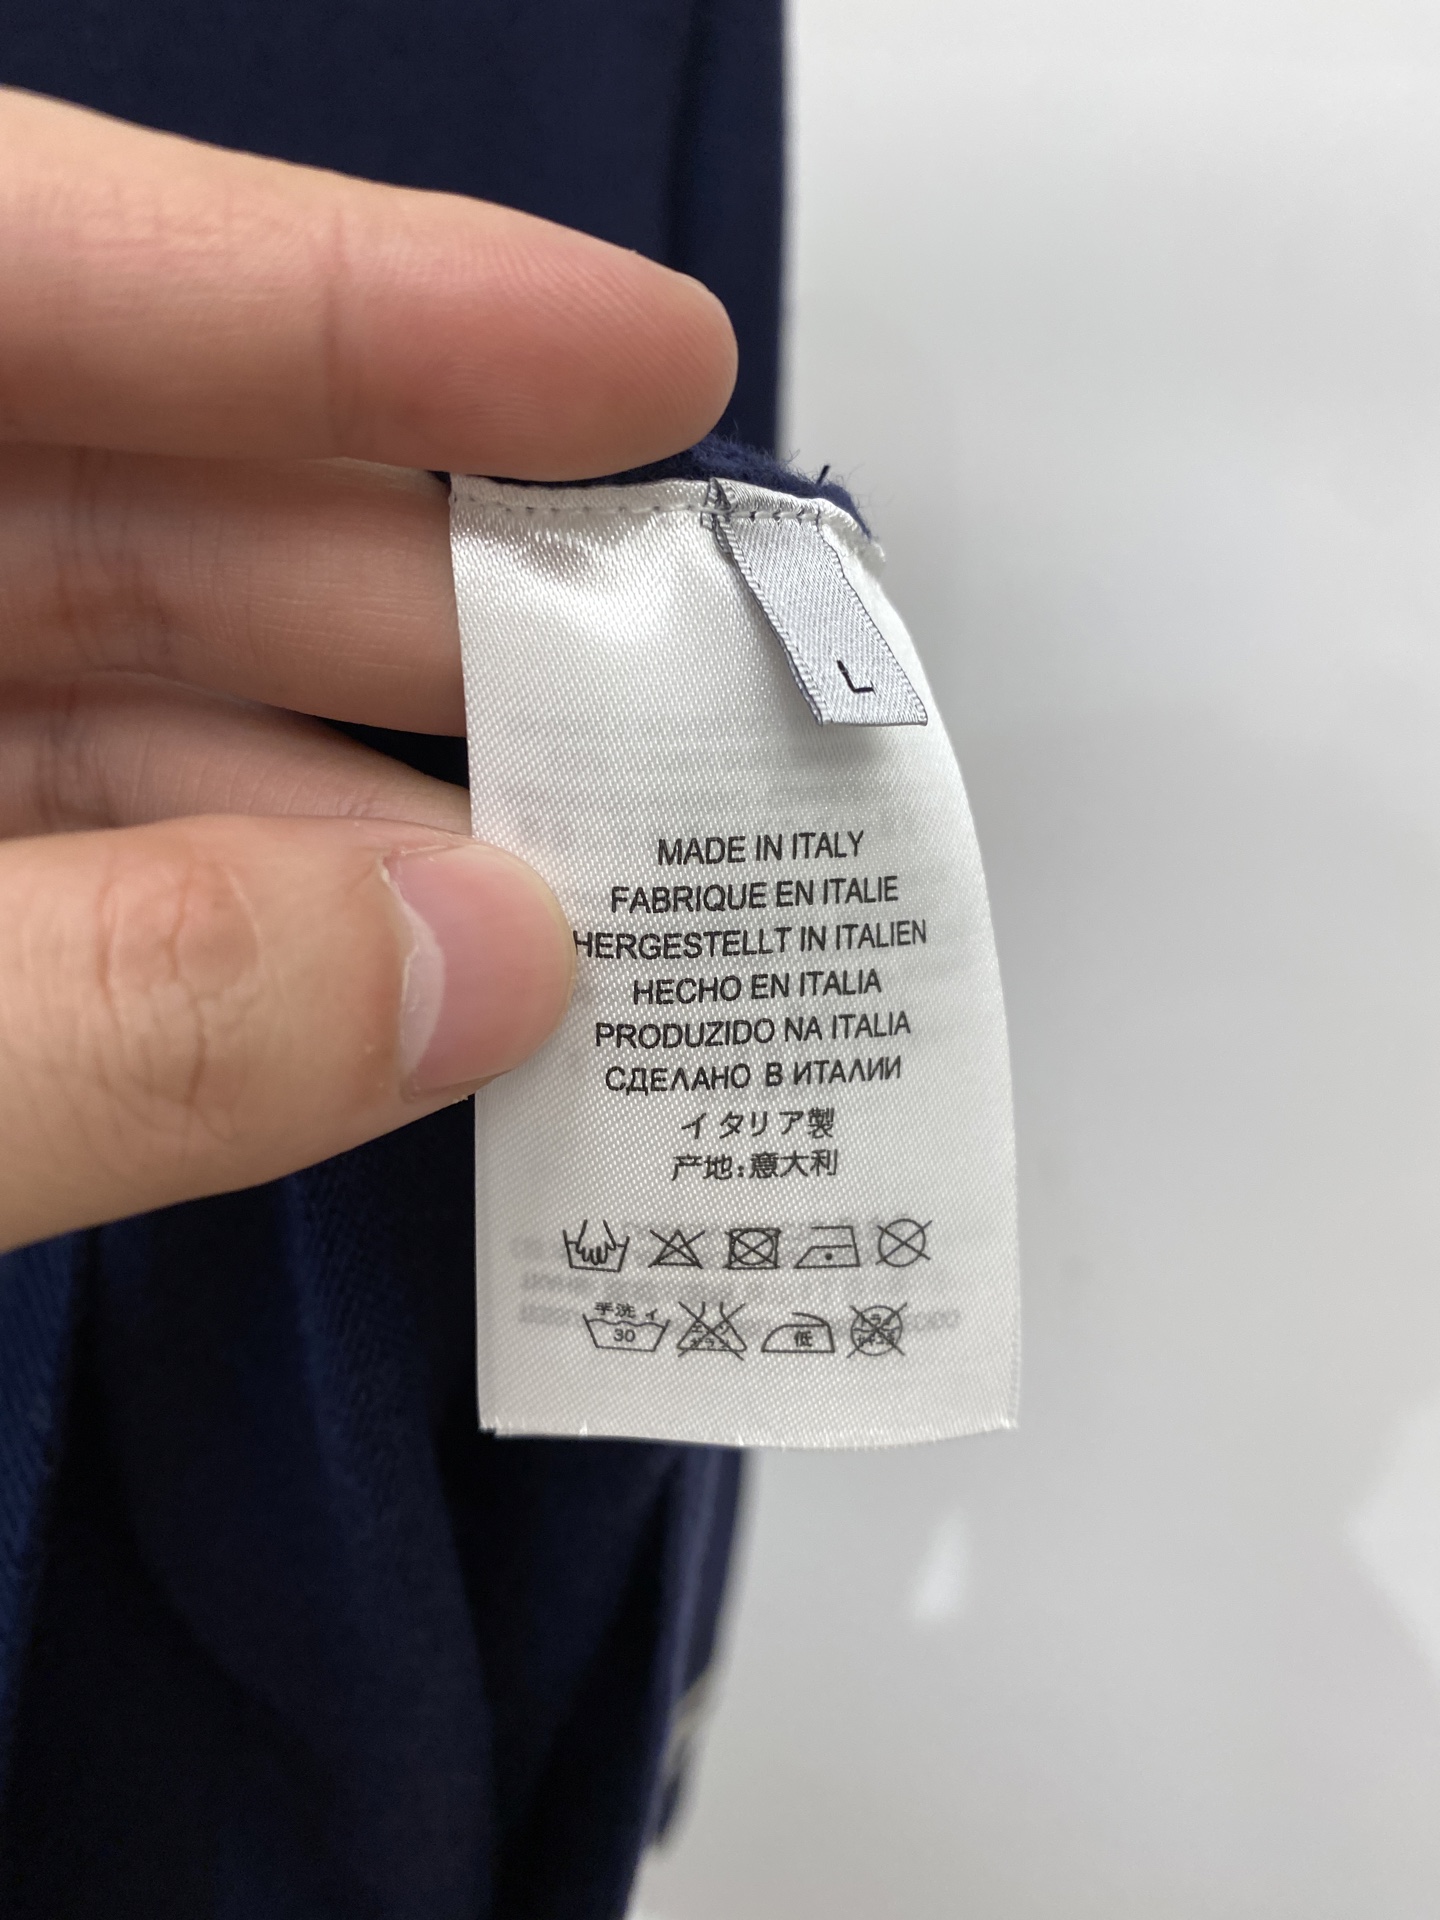 L
MADE IN ITALY
FABRIQUE EN ITALIE
HERGESTELLT IN ITALIEN
HECHO EN ITALIA
PRODUZIDO NA ITALIA
СДЕЛАНО В ИТАЛИИ
イタリア製
产地:意大利
手洗イ
30 低